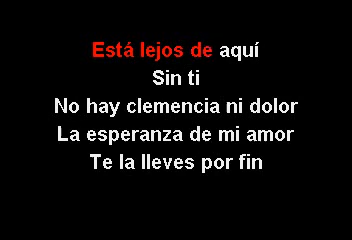 Está lejos de aquí
Sin ti
No hay clemencia ni dolor
La esperanza de mi amor
Te la lleves por fin